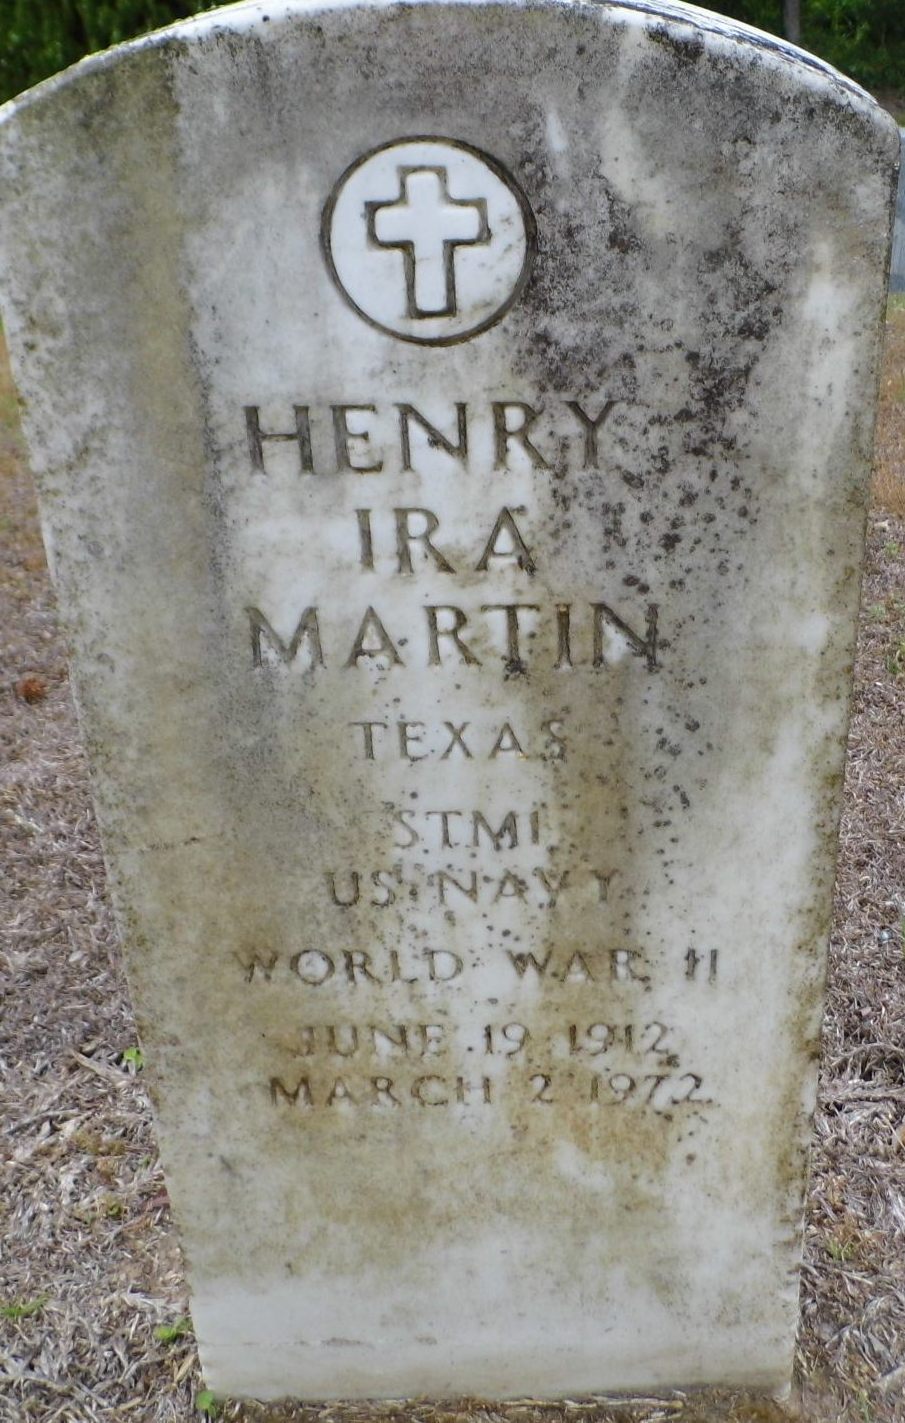 HENRY
IRA
MARTIN
TEXAS
STM1
US NAVY
WORLD WAR II
JUNE 19 1912
MARCH 2 1972